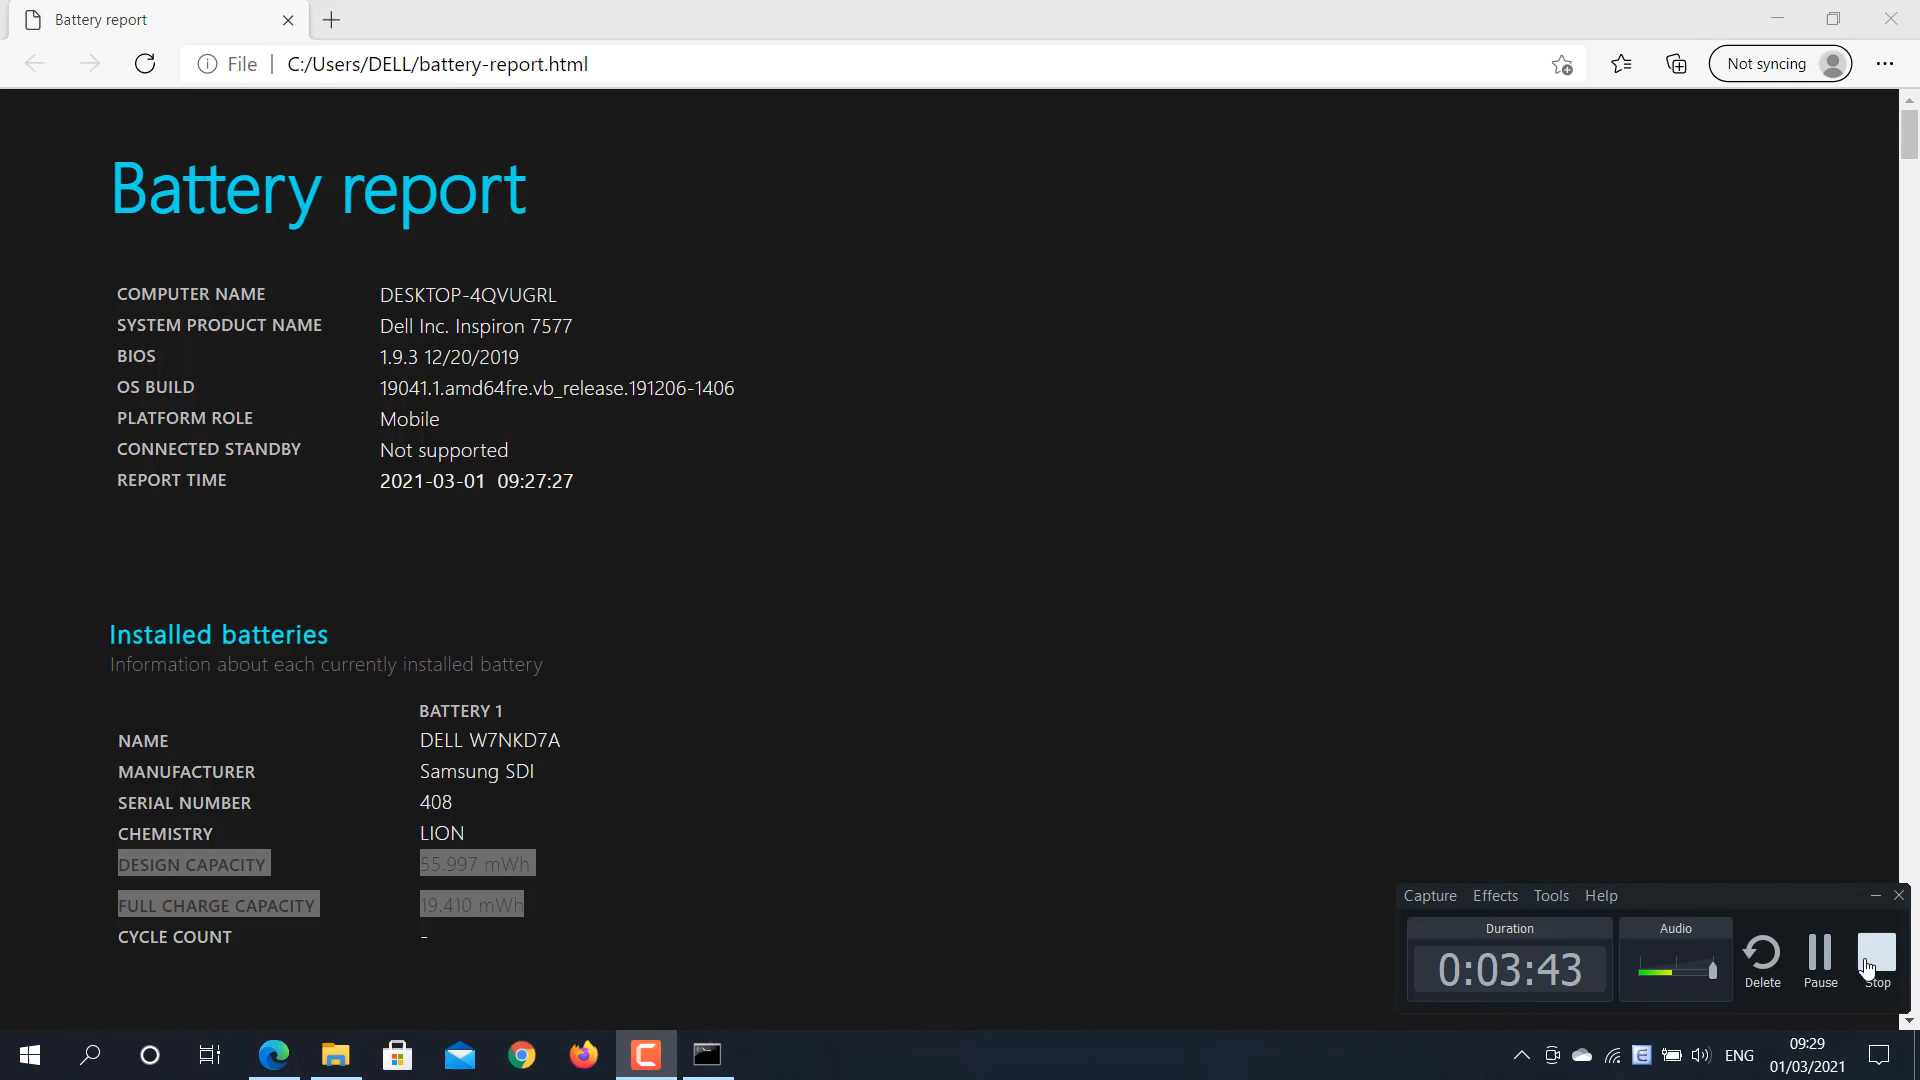 Battery report
File | C:/Users/DELL/battery-report.html
Not syncing
Battery report
COMPUTER NAME DESKTOP-4QVUGRL
SYSTEM PRODUCT NAME Dell Inc. Inspiron 7577
BIOS 1.9.3 12/20/2019
OS BUILD 19041.1.amd64fre.vb_release.191206-1406
PLATFORM ROLE Mobile
CONNECTED STANDBY Not supported
REPORT TIME 2021-03-01 09:27:27
Installed batteries
Information about each currently installed battery
BATTERY 1
NAME DELL W7NKD7A
MANUFACTURER Samsung SDI
SERIAL NUMBER 408
CHEMISTRY LION
DESIGN CAPACITY 55.997 mWh
FULL CHARGE CAPACITY 19.410 mWh
CYCLE COUNT -
Capture Effects Tools Help
Duration Audio
0:03:43
Delete Pause Stop
ENG
09:29
01/03/2021